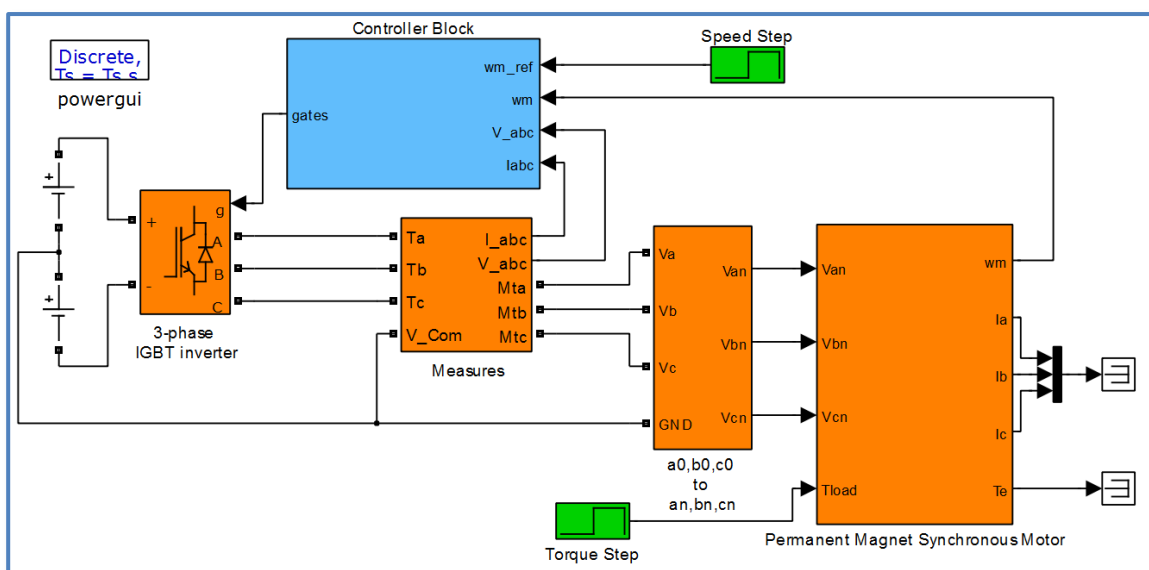 Controller Block
Speed Step
Discrete,
Ts = Ts s
powergui
wm_ref
wm
V_abc
Iabc
gates
+
+
+
-
g
A
B
C
3-phase
IGBT inverter
Ta
Tb
Tc
V_Com
I_abc
V_abc
Mta
Mtb
Mtc
Measures
Va
Vb
Vc
GND
Van
Vbn
Vcn
a0,b0,c0
to
an,bn,cn
Van
Vbn
Vcn
Tload
wm
Ia
Ib
Ic
Te
Torque Step
Permanent Magnet Synchronous Motor